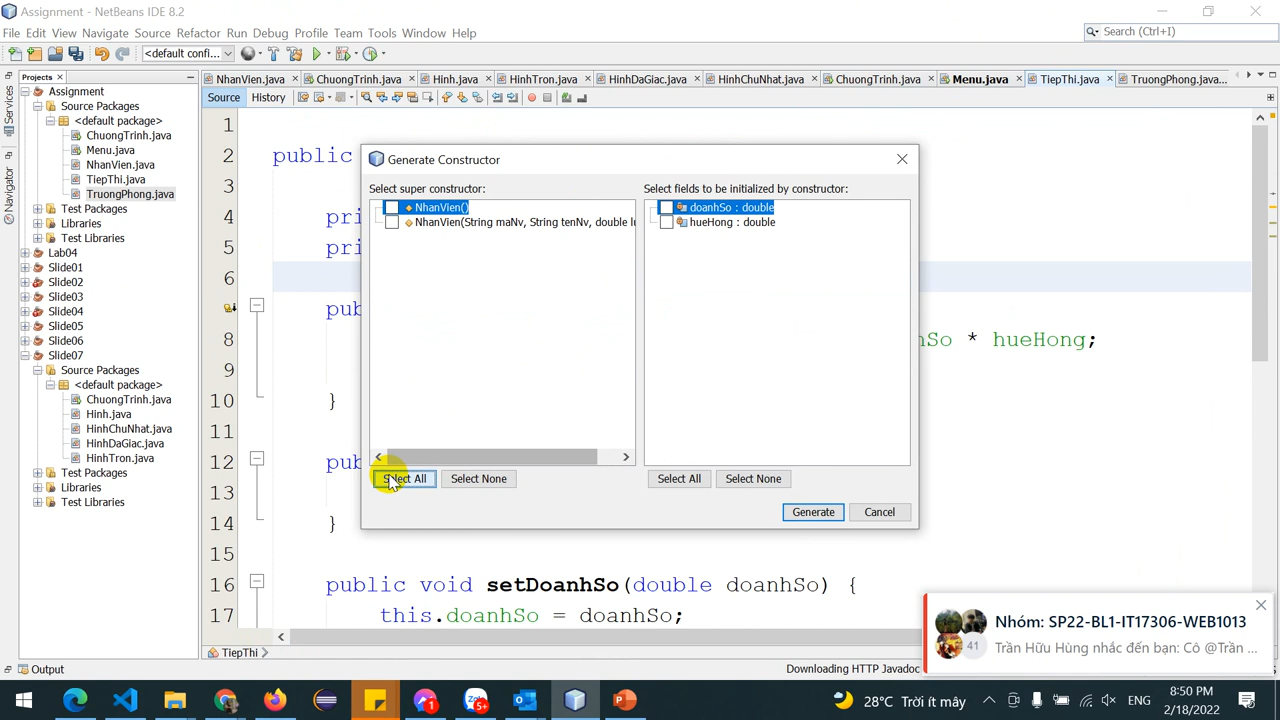 Assignment - NetBeans IDE 8.2
File Edit View Navigate Source Refactor Run Debug Profile Team Tools Window Help
Search (Ctrl+I)
<default confi...
Projects
NhanVien.java
ChuongTrinh.java
Hinh.java
HinhTron.java
HinhDaGiac.java
HinhChuNhat.java
ChuongTrinh.java
Menu.java
TiepThi.java
TruongPhong.java...
Services
Navigator
Assignment
Source Packages
<default package>
ChuongTrinh.java
Menu.java
NhanVien.java
TiepThi.java
TruongPhong.java
Test Packages
Libraries
Test Libraries
Lab04
Slide01
Slide02
Slide03
Slide04
Slide05
Slide06
Slide07
Source Packages
<default package>
ChuongTrinh.java
Hinh.java
HinhChuNhat.java
HinhDaGiac.java
HinhTron.java
Test Packages
Libraries
Test Libraries
Source History
1
2 public
3
4 pri
5 pri
6
pub
8 nhSo * hueHong;
9
10 }
11
12 pub
13
14 }
15
16 public void setDoanhSo(double doanhSo) {
17 this.doanhSo = doanhSo;
Generate Constructor
Select super constructor:
NhanVien()
NhanVien(String maNv, String tenNv, double lu
Select All Select None
Select fields to be initialized by constructor:
doanhSo : double
hueHong : double
Select All Select None
Generate Cancel
TiepThi
Output
Downloading HTTP Javadoc
Nhóm: SP22-BL1-IT17306-WEB1013
41
Trần Hữu Hùng nhắc đến bạn: Cô @Trần ...
1
Zalo
5+
28°C Trời ít mây
ENG
8:50 PM
2/18/2022